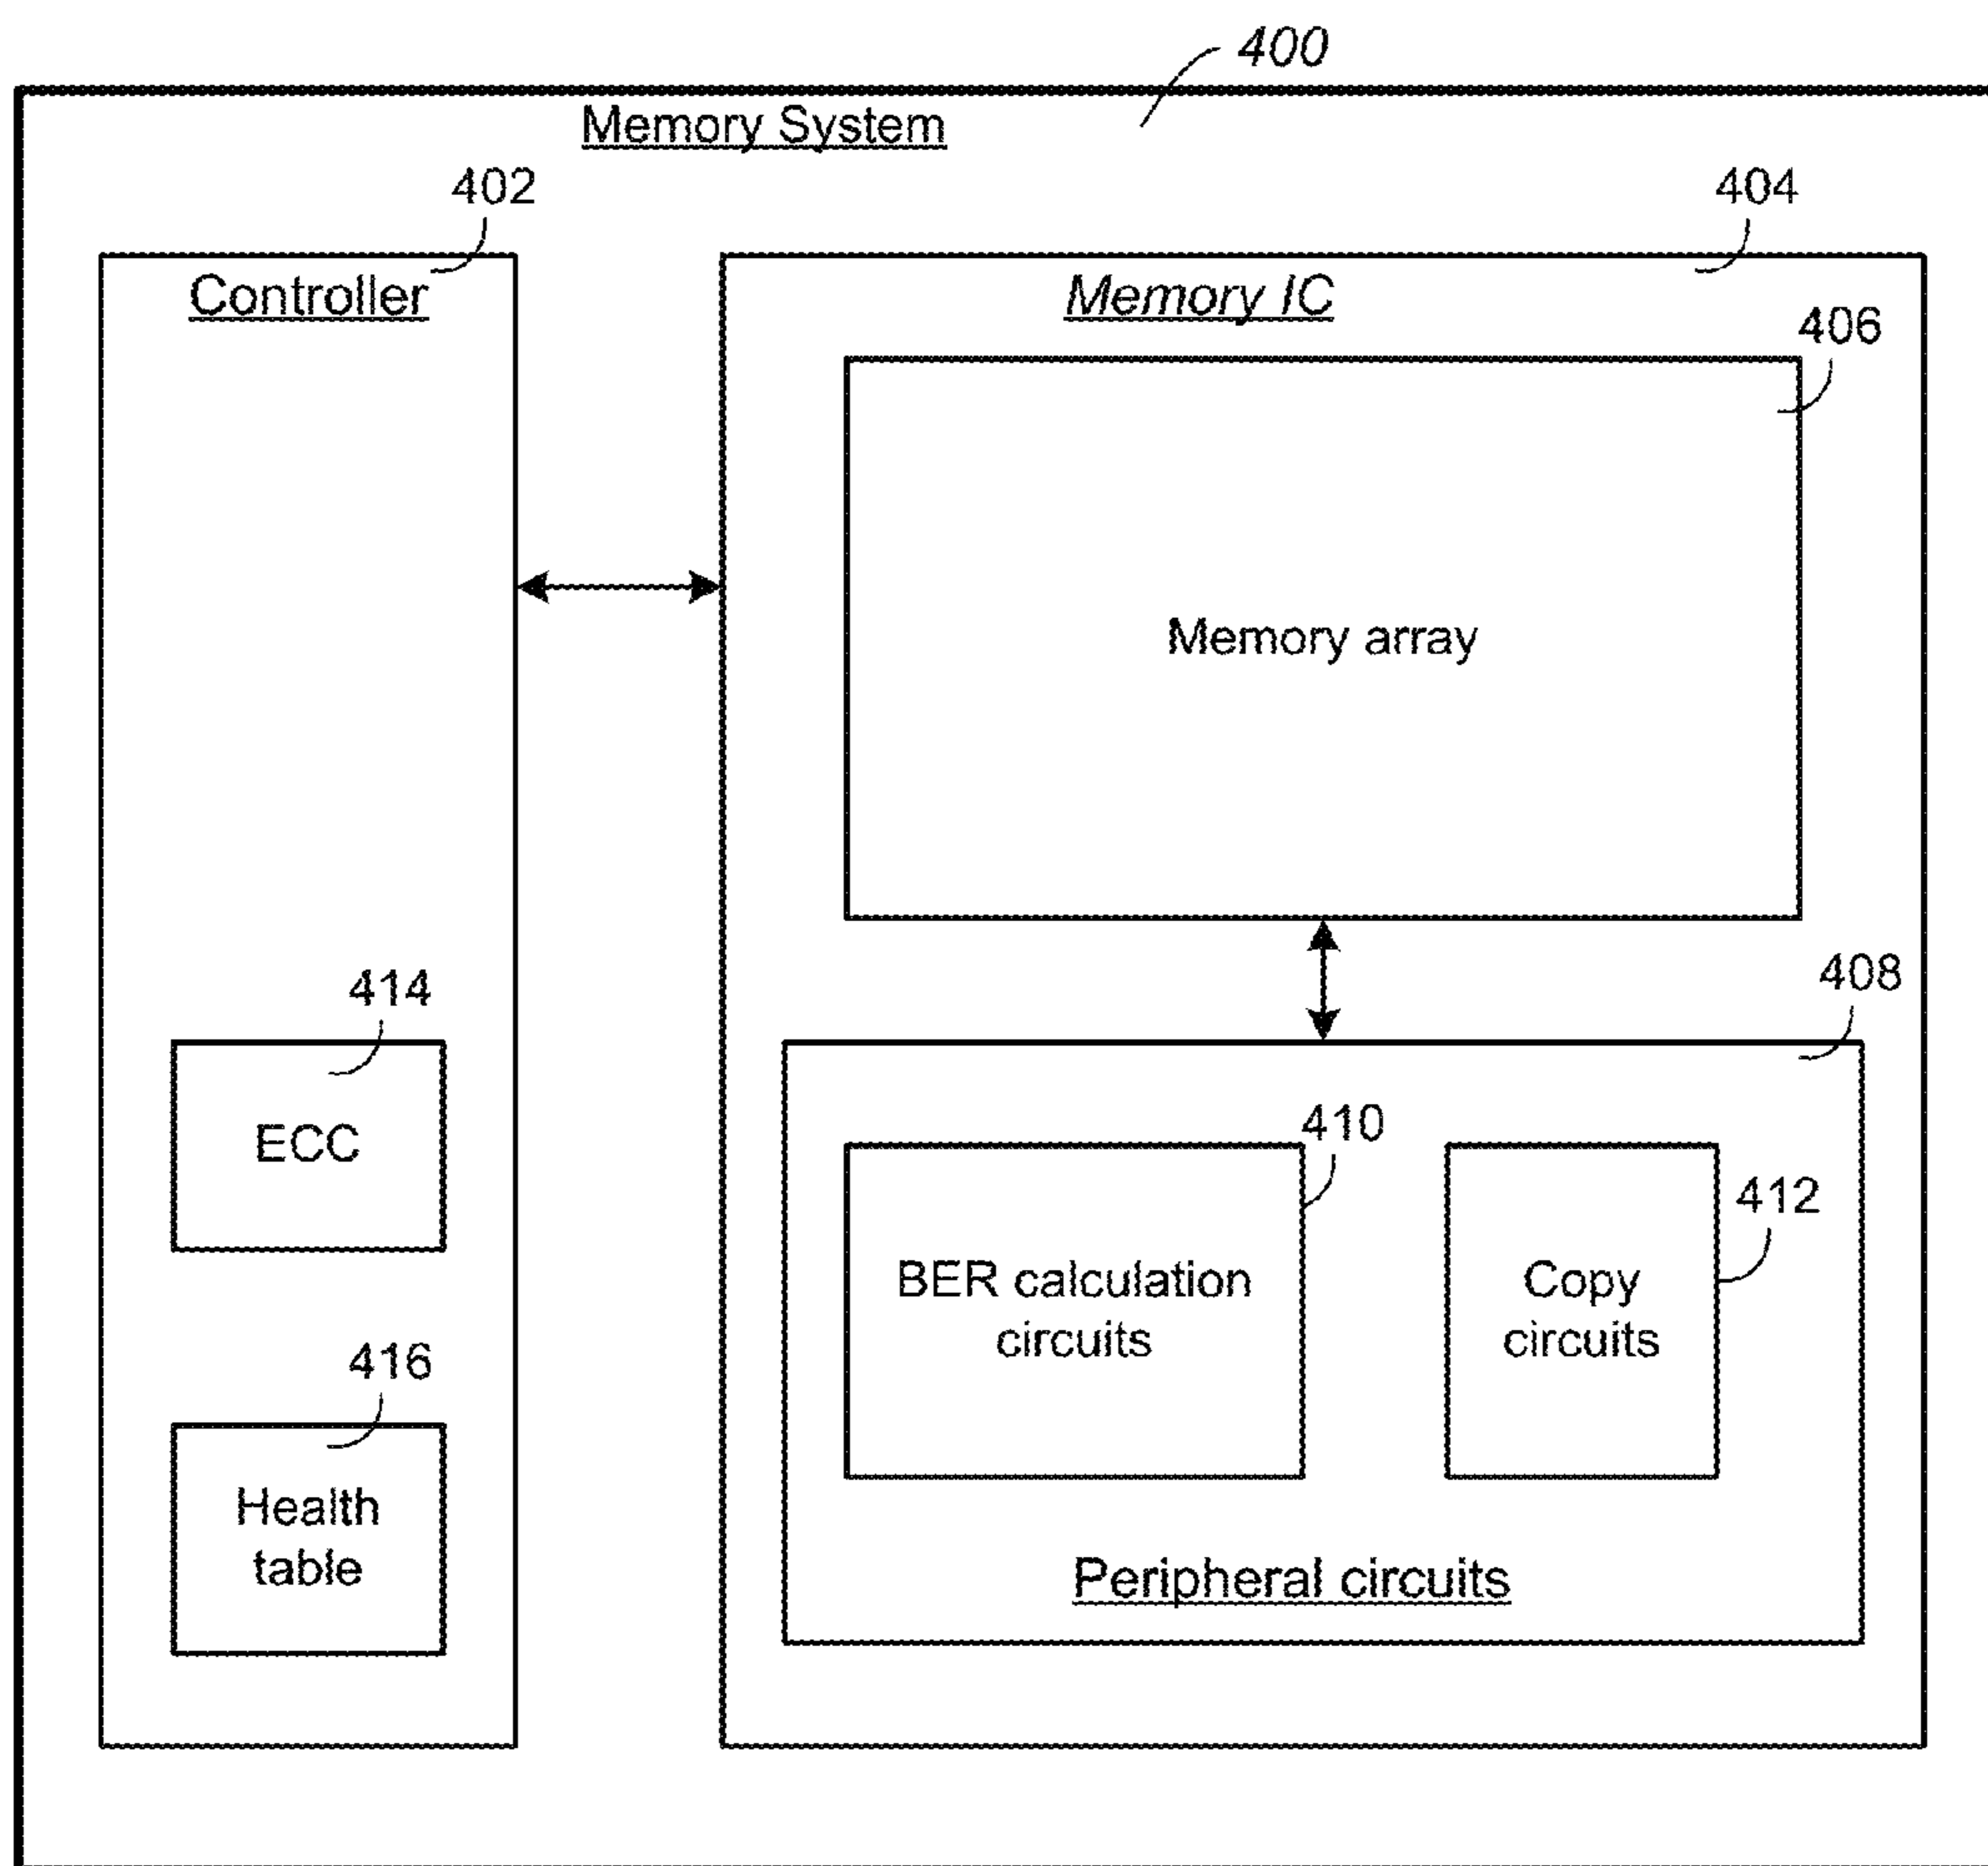 400
Memory System
402
404
Controller
Memory IC
406
Memory array
414
408
ECC
410
412
BER calculation
circuits
Copy
circuits
416
Health
table
Peripheral circuits